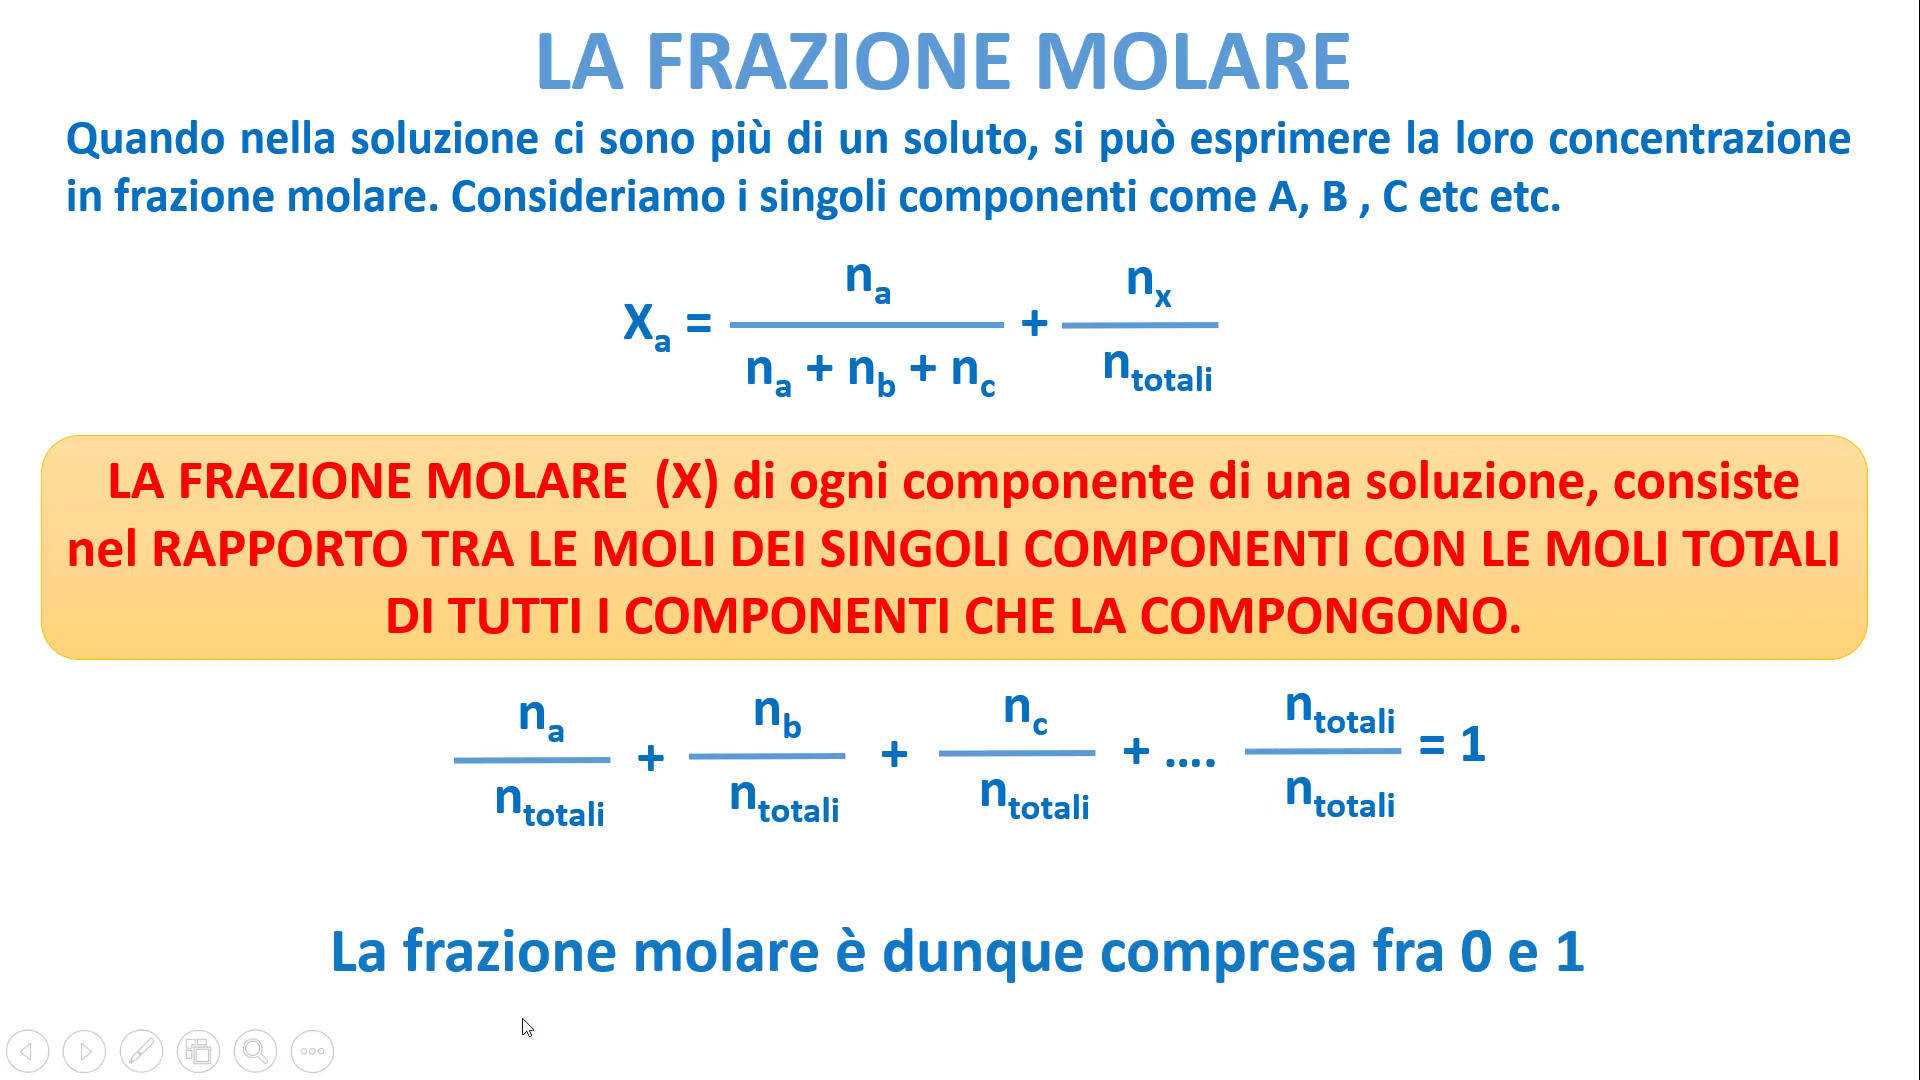 LA FRAZIONE MOLARE
Quando nella soluzione ci sono più di un soluto, si può esprimere la loro concentrazione
in frazione molare. Consideriamo i singoli componenti come A, B , C etc etc.
Xa = na / (na + nb + nc) + nx / ntotali
LA FRAZIONE MOLARE (X) di ogni componente di una soluzione, consiste
nel RAPPORTO TRA LE MOLI DEI SINGOLI COMPONENTI CON LE MOLI TOTALI
DI TUTTI I COMPONENTI CHE LA COMPONGONO.
na / ntotali + nb / ntotali + nc / ntotali + .... ntotali / ntotali = 1
La frazione molare è dunque compresa fra 0 e 1